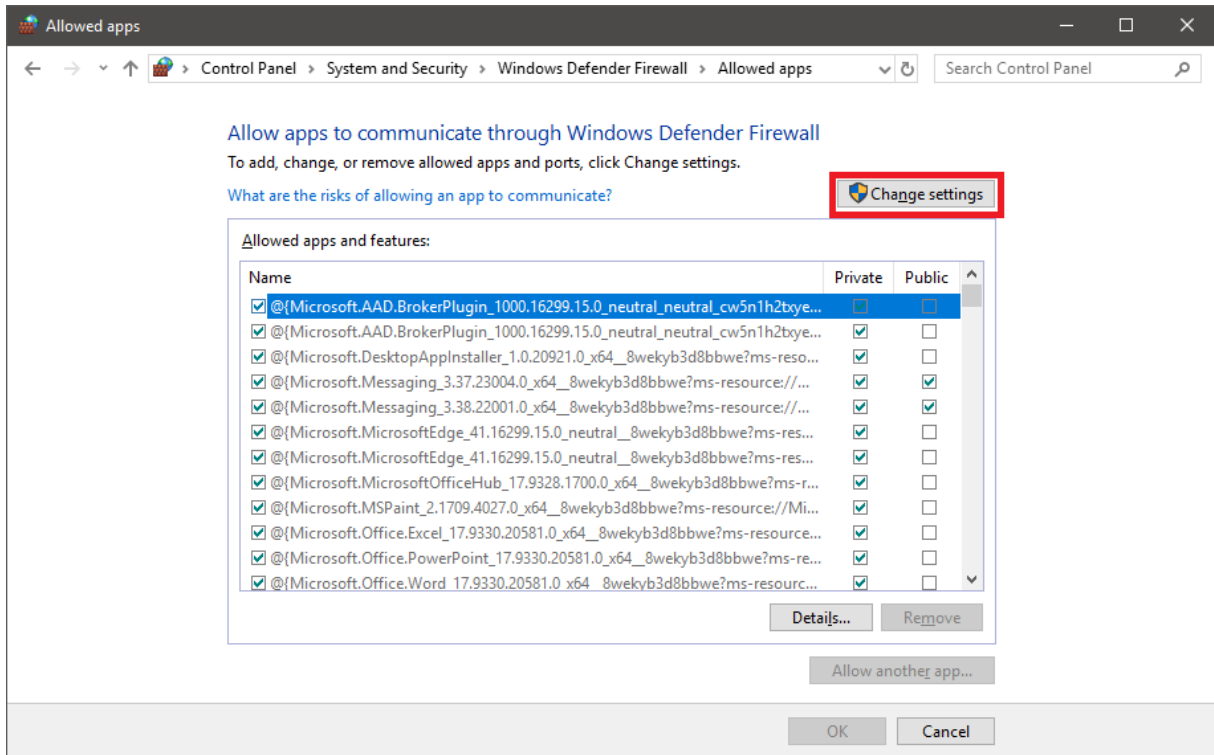 Allowed apps
Control Panel > System and Security > Windows Defender Firewall > Allowed apps Search Control Panel
Allow apps to communicate through Windows Defender Firewall
To add, change, or remove allowed apps and ports, click Change settings.
What are the risks of allowing an app to communicate? Change settings
Allowed apps and features:
Name Private Public
@{Microsoft.AAD.BrokerPlugin_1000.16299.15.0_neutral_neutral_cw5n1h2txye...
@{Microsoft.AAD.BrokerPlugin_1000.16299.15.0_neutral_neutral_cw5n1h2txye...
@{Microsoft.DesktopAppInstaller_1.0.20921.0_x64__8wekyb3d8bbwe?ms-reso...
@{Microsoft.Messaging_3.37.23004.0_x64__8wekyb3d8bbwe?ms-resource://...
@{Microsoft.Messaging_3.38.22001.0_x64__8wekyb3d8bbwe?ms-resource://...
@{Microsoft.MicrosoftEdge_41.16299.15.0_neutral__8wekyb3d8bbwe?ms-res...
@{Microsoft.MicrosoftEdge_41.16299.15.0_neutral__8wekyb3d8bbwe?ms-res...
@{Microsoft.MicrosoftOfficeHub_17.9328.1700.0_x64__8wekyb3d8bbwe?ms-r...
@{Microsoft.MSPaint_2.1709.4027.0_x64__8wekyb3d8bbwe?ms-resource://Mi...
@{Microsoft.Office.Excel_17.9330.20581.0_x64__8wekyb3d8bbwe?ms-resource...
@{Microsoft.Office.PowerPoint_17.9330.20581.0_x64__8wekyb3d8bbwe?ms-re...
@{Microsoft.Office.Word_17.9330.20581.0_x64__8wekyb3d8bbwe?ms-resourc...
Details... Remove
Allow another app...
OK Cancel